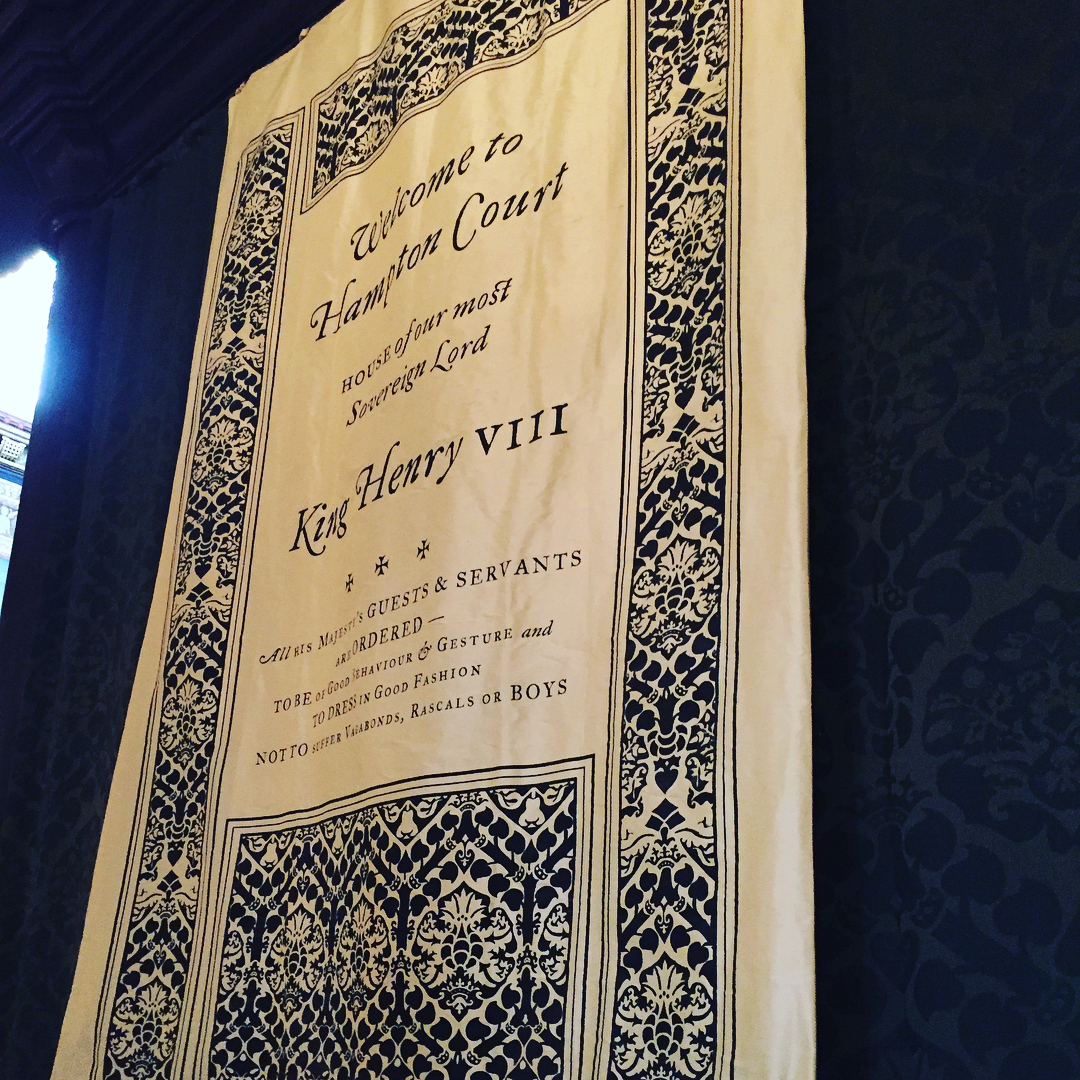 Welcome to
Hampton Court
HOUSE of our most
Sovereign Lord
King Henry VIII
All HIS MAJESTY'S GUESTS & SERVANTS
are ORDERED —
TO BE OF GOOD BEHAVIOUR & GESTURE and
TO DRESS IN GOOD FASHION
NOT TO SUFFER VAGABONDS, RASCALS OR BOYS